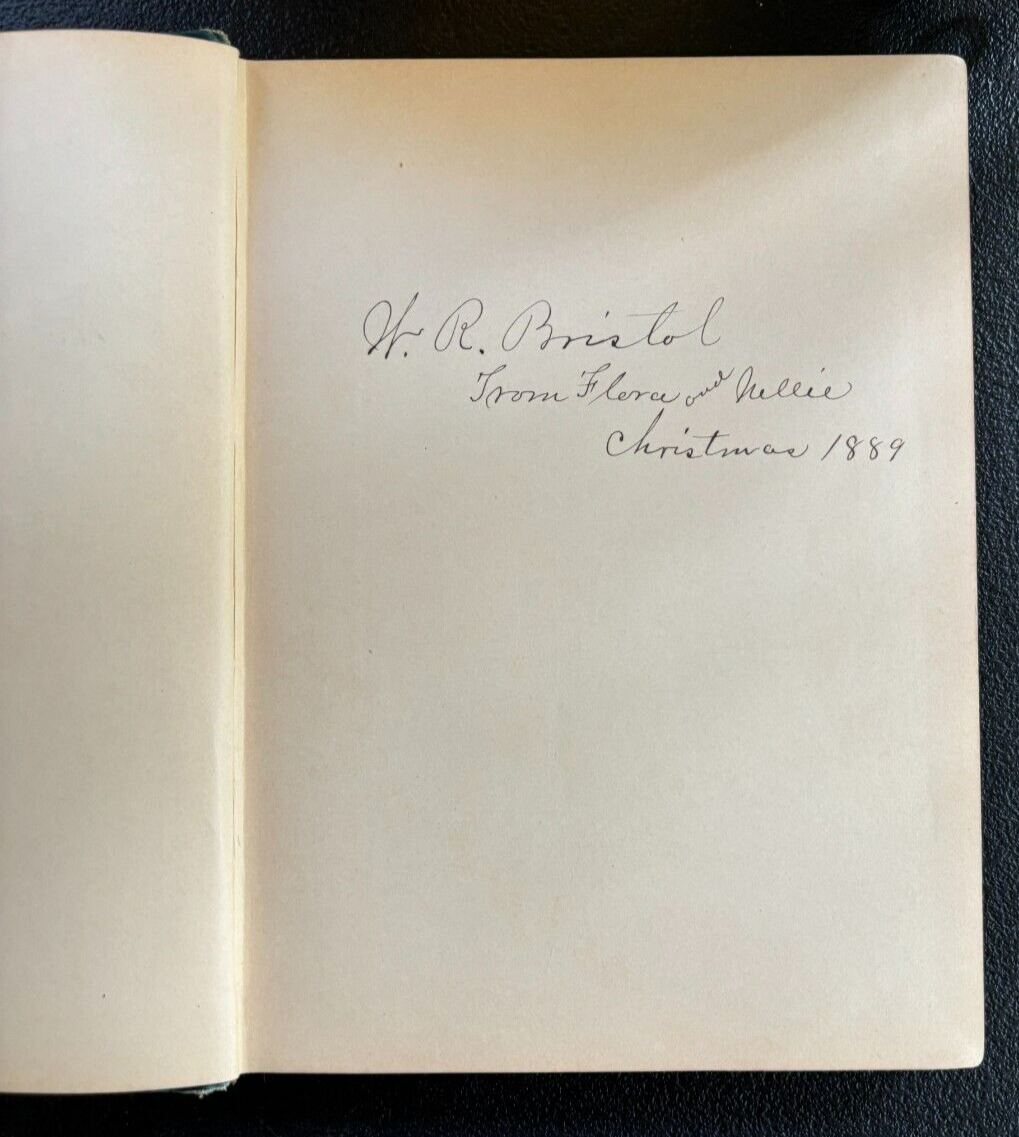 W. R. Bristol
From Flora and Nellie
Christmas 1889